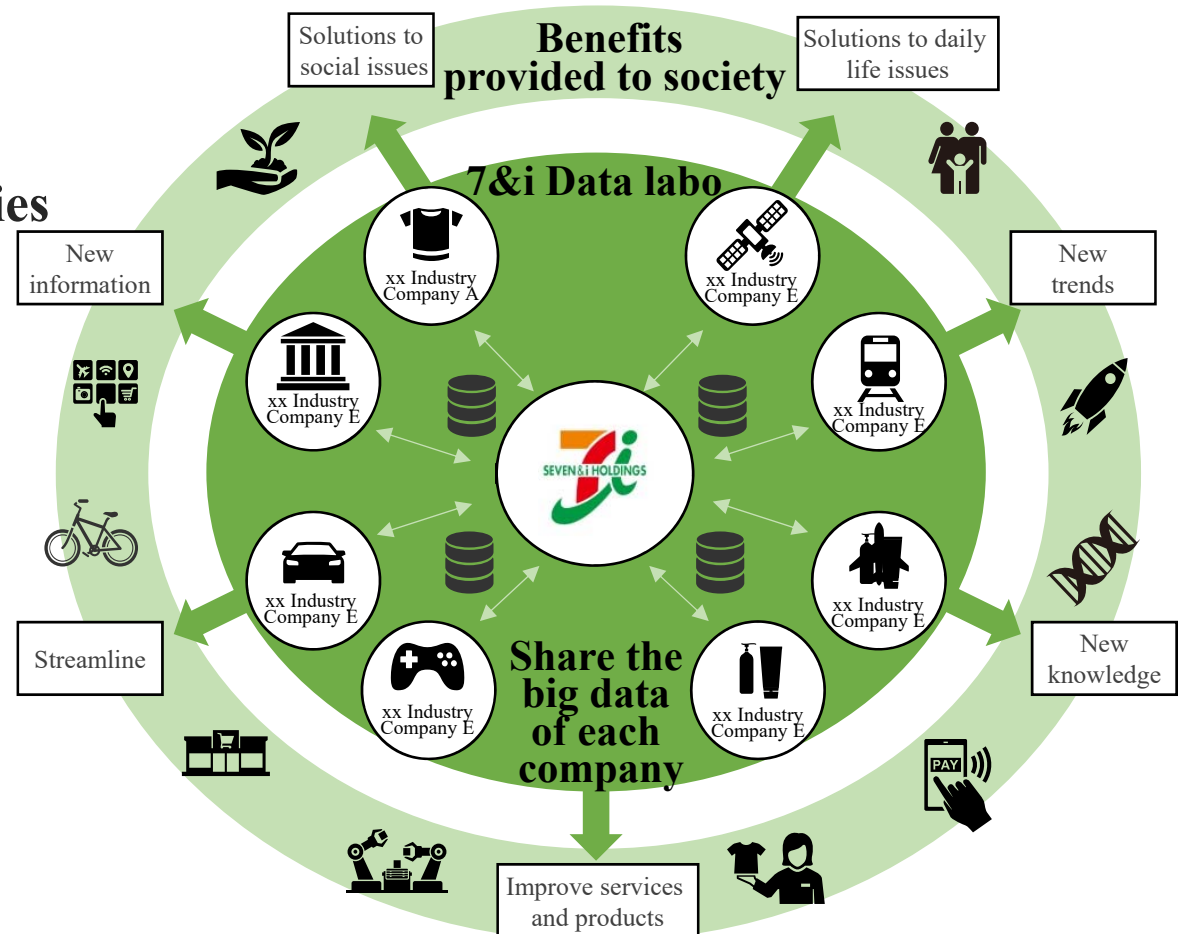 Solutions to
social issues
Benefits
provided to society
Solutions to daily
life issues
7&i Data labo
ies
New
information
xx Industry
Company A
xx Industry
Company E
New
trends
xx Industry
Company E
xx Industry
Company E
7i
SEVEN & i HOLDINGS
xx Industry
Company E
xx Industry
Company E
Streamline
New
knowledge
xx Industry
Company E
Share the
big data
of each
company
xx Industry
Company E
PAY
Improve services
and products